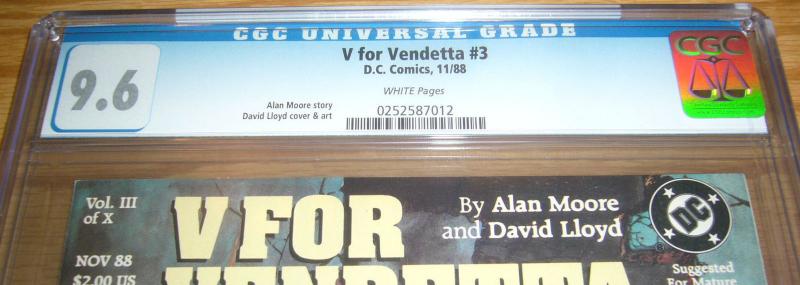 CGC UNIVERSAL GRADE
9.6
V for Vendetta #3
D.C. Comics, 11/88
WHITE Pages
Alan Moore story
David Lloyd cover & art
0252587012
CGC
Vol. III
of X
NOV 88
$2.00 US
V FOR
VENDETTA
By Alan Moore
and David Lloyd
DC
Suggested
For Mature